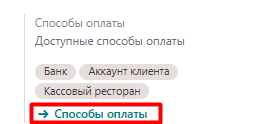 Способы оплаты
Доступные способы оплаты
Банк Аккаунт клиента
Кассовый ресторан
→ Способы оплаты